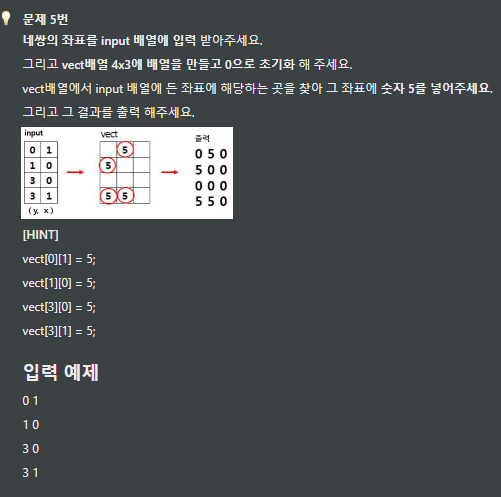 문제 5번
네쌍의 좌표를 input 배열에 입력 받아주세요.
그리고 vect배열 4x3에 배열을 만들고 0으로 초기화 해 주세요.
vect배열에서 input 배열에 든 좌표에 해당하는 곳을 찾아 그 좌표에 숫자 5를 넣어주세요.
그리고 그 결과를 출력 해주세요.
input
0 1
1 0
3 0
3 1
( y, x )
vect
5
5
5 5
출력
0 5 0
5 0 0
0 0 0
5 5 0
[HINT]
vect[0][1] = 5;
vect[1][0] = 5;
vect[3][0] = 5;
vect[3][1] = 5;
입력 예제
0 1
1 0
3 0
3 1